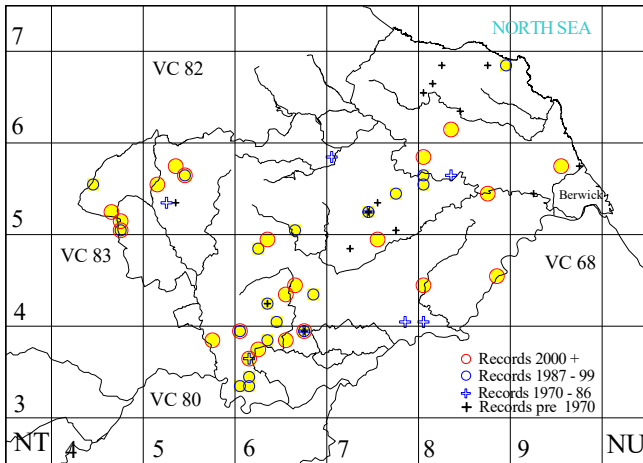 NORTH SEA
7
VC 82
6
Berwick
5
VC 83
VC 68
4
Records 2000 +
Records 1987 - 99
Records 1970 - 86
VC 80
Records pre 1970
3
NT 4 5 6 7 8 9 NU